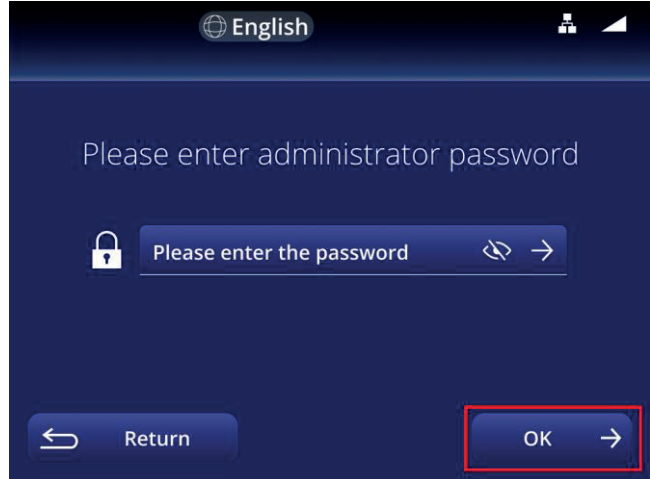 English
Please enter administrator password
Please enter the password
Return
OK